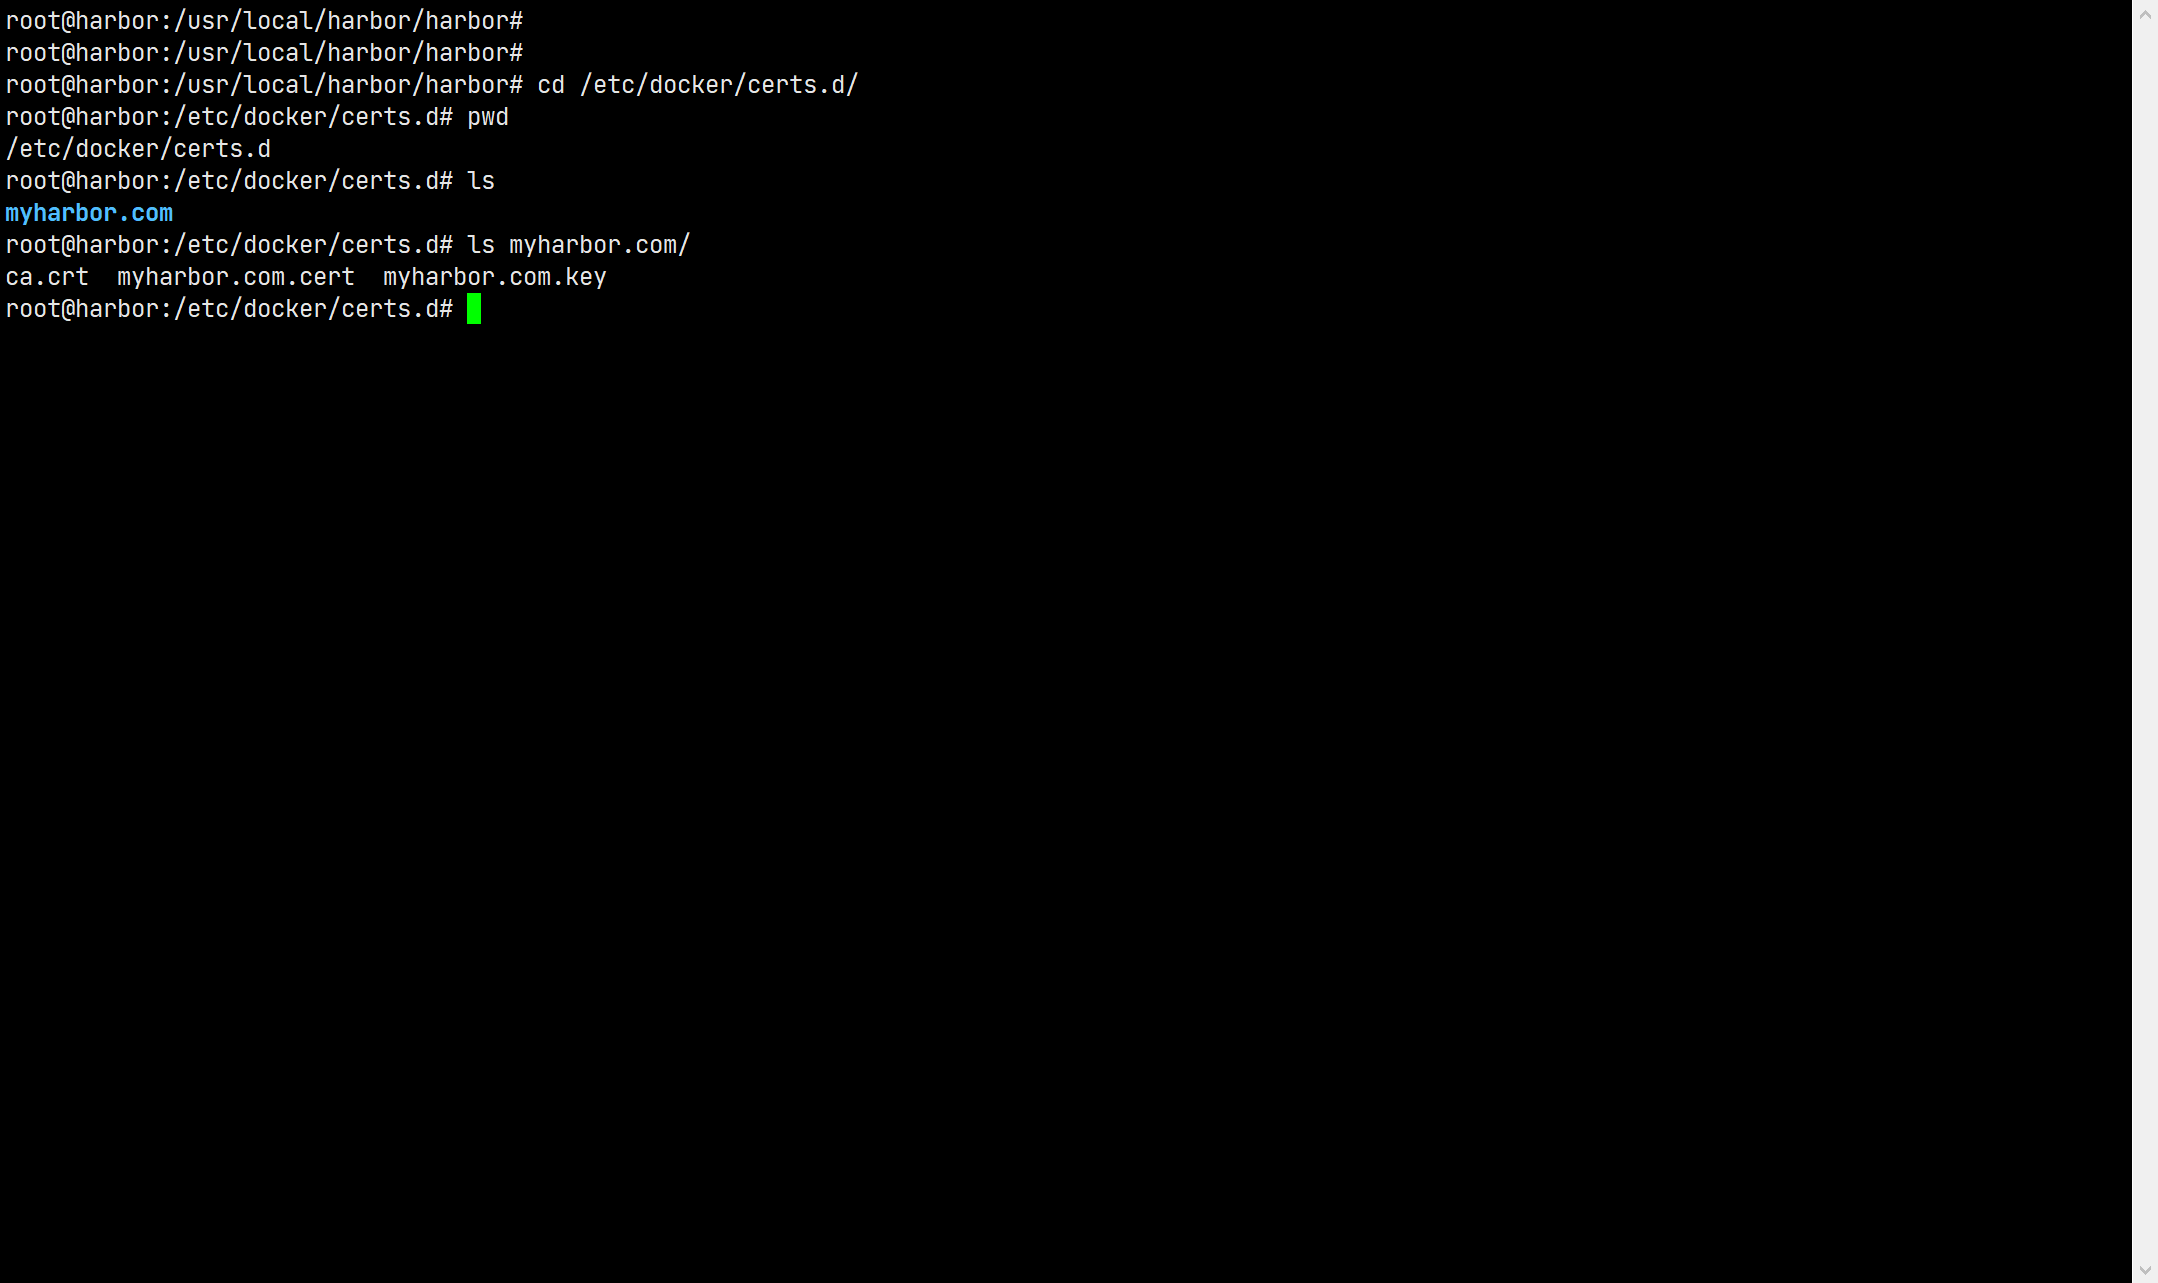 root@harbor:/usr/local/harbor/harbor#
root@harbor:/usr/local/harbor/harbor#
root@harbor:/usr/local/harbor/harbor# cd /etc/docker/certs.d/
root@harbor:/etc/docker/certs.d# pwd
/etc/docker/certs.d
root@harbor:/etc/docker/certs.d# ls
myharbor.com
root@harbor:/etc/docker/certs.d# ls myharbor.com/
ca.crt  myharbor.com.cert  myharbor.com.key
root@harbor:/etc/docker/certs.d#